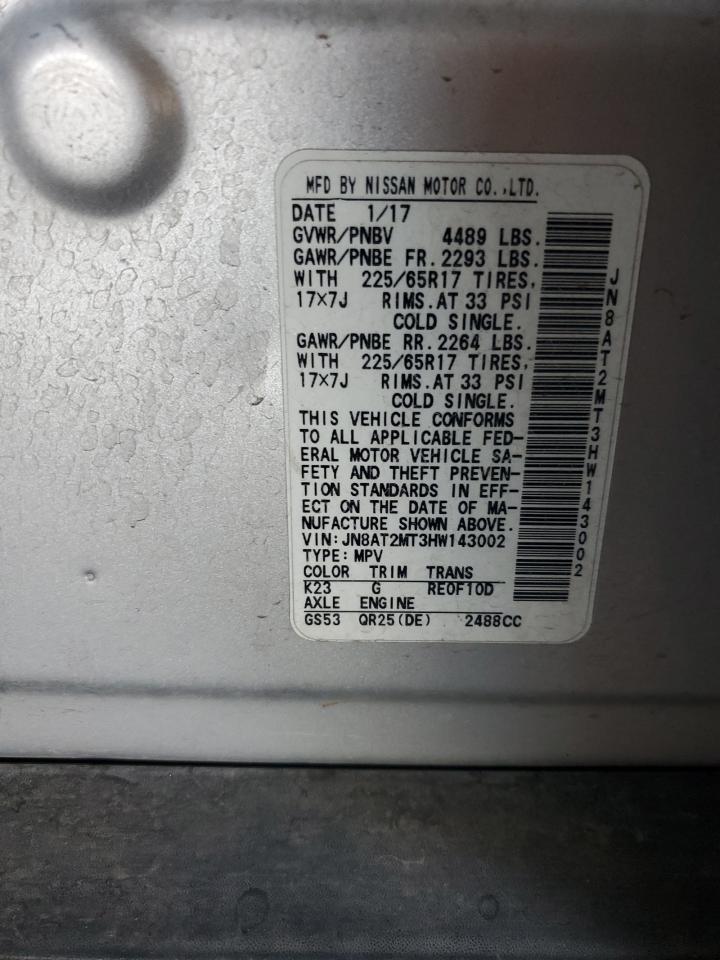 MFD BY NISSAN MOTOR CO.,LTD.
DATE 1/17
GVWR/PNBV 4489 LBS.
GAWR/PNBE FR. 2293 LBS.
WITH 225/65R17 TIRES,
17×7J RIMS. AT 33 PSI
COLD SINGLE.
GAWR/PNBE RR. 2264 LBS.
WITH 225/65R17 TIRES,
17×7J RIMS. AT 33 PSI
COLD SINGLE.
THIS VEHICLE CONFORMS
TO ALL APPLICABLE FED-
ERAL MOTOR VEHICLE SA-
FETY AND THEFT PREVEN-
TION STANDARDS IN EFF-
ECT ON THE DATE OF MA-
NUFACTURE SHOWN ABOVE.
VIN: JN8AT2MT3HW143002
TYPE: MPV
COLOR TRIM TRANS
K23 G RE0F10D
AXLE ENGINE
GS53 QR25(DE) 2488CC
JN8AT2MT3HW143002